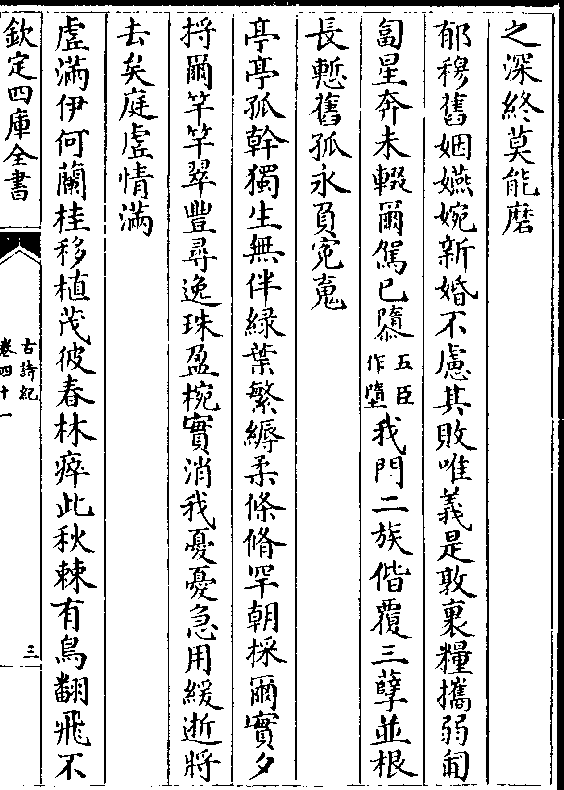 之深終莫能磨
郁穆舊姻嬿婉新婚不慮其敗唯義是敦裹糧攜弱匍
匐星奔未輟爾駕已隳五臣作墮我門二族偕覆三孽並根
長慙舊孤永負冤䰟
亭亭孤幹獨生無伴緑葉繁縟柔條脩罕朝採爾實夕
捋爾竿竿翠豐尋逸珠盈椀實消我憂憂急用緩逝將
去矣庭虛情滿
虛滿伊何蘭桂移植茂彼春林瘁此秋棘有鳥翻飛不
欽定四庫全書
古詩紀
卷四十一
三